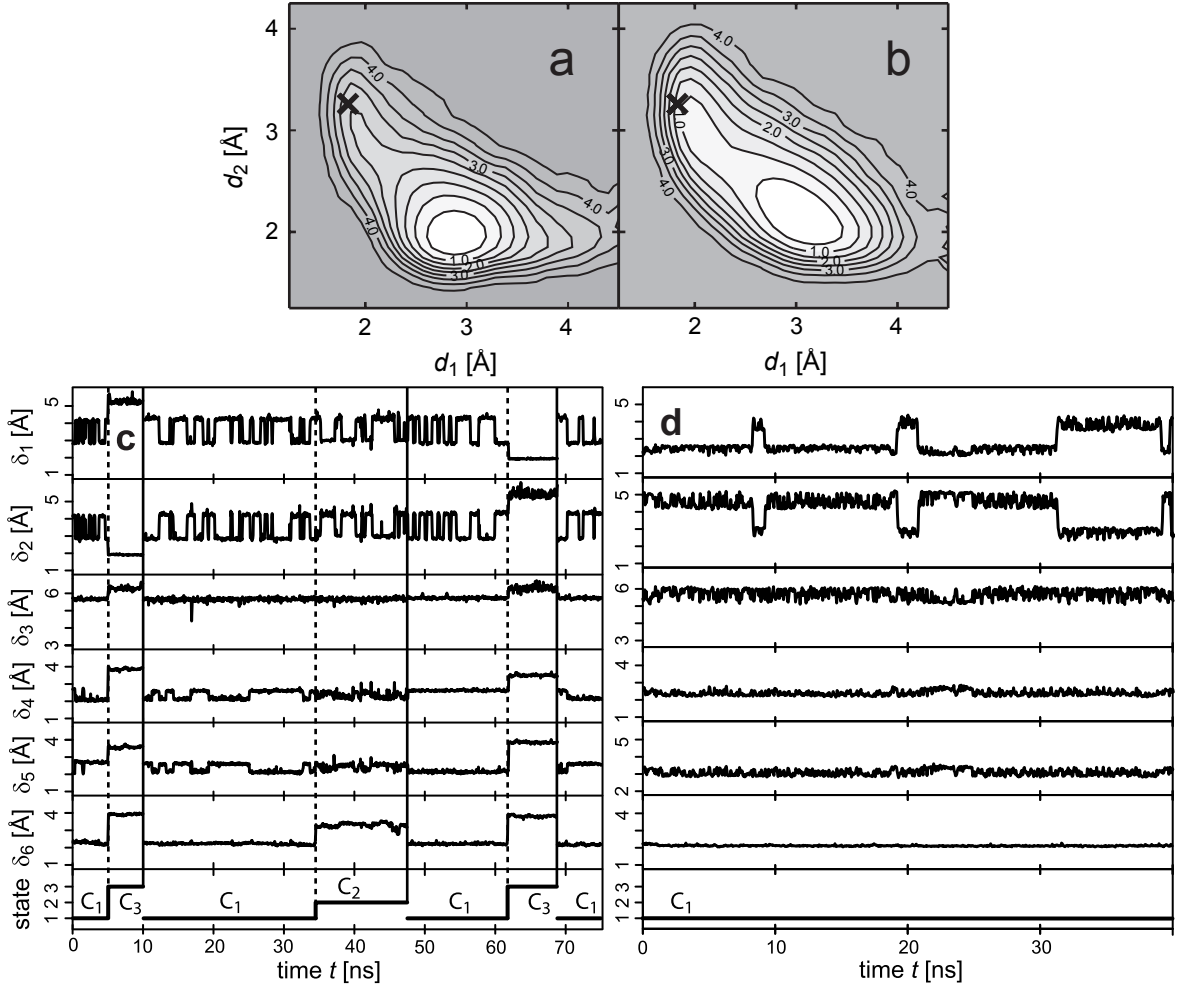 a
b
4
3
2
d2 [Å]
4.0
3.0
4.0
4.0
1.0
2.0
3.0
4.0
3.0
2.0
1.0
3.0
4.0
4.0
1.0
2.0
3.0
2 3 4
2 3 4
d1 [Å]
d1 [Å]
c
d
δ1 [Å] 5 1
5 1
δ2 [Å] 5 1
5 1
δ3 [Å] 6 3
6 3
δ4 [Å] 4 1
4 1
δ5 [Å] 4 1
5 2
δ6 [Å] 4 1
4 1
state 1 2 3
C1 C3 C1 C2 C1 C3 C1
1 2 3
C1
0 10 20 30 40 50 60 70
0 10 20 30
time t [ns]
time t [ns]